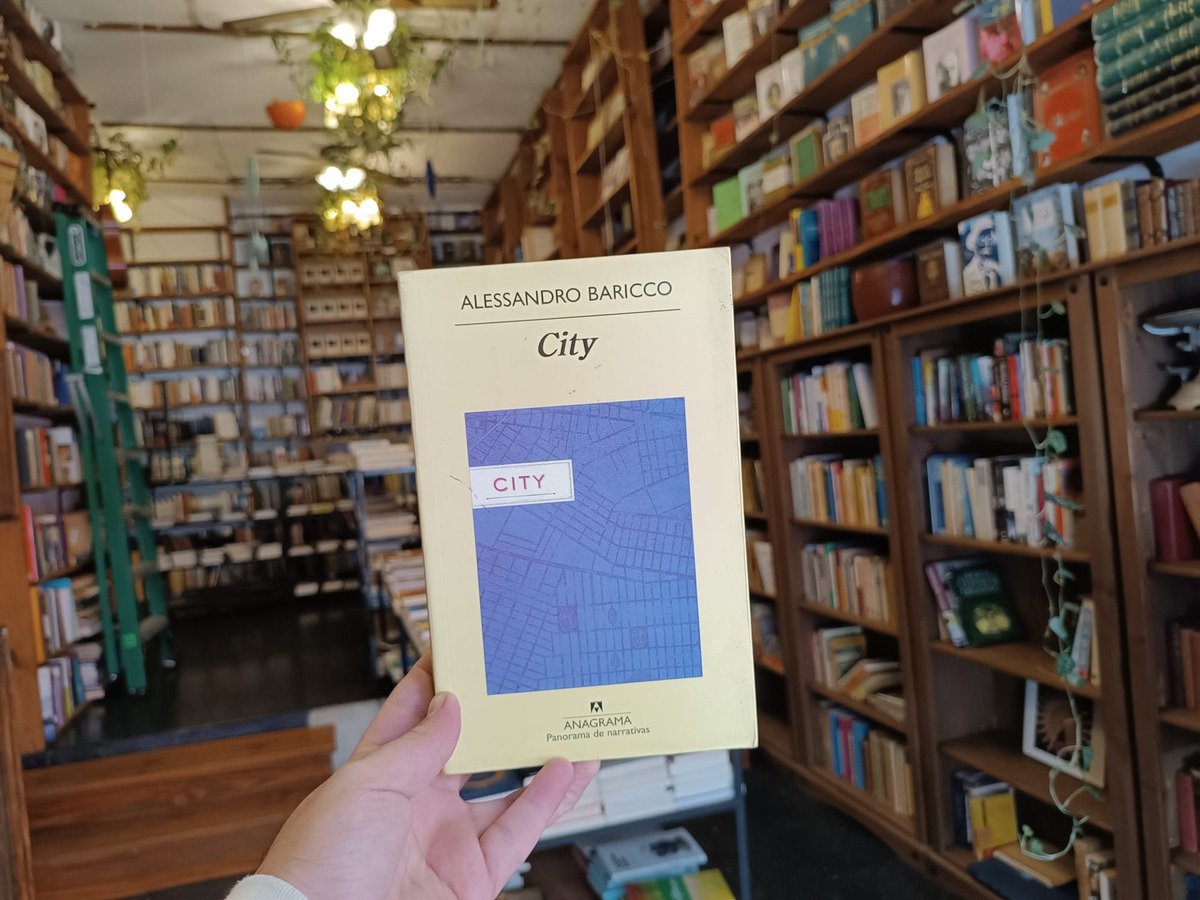 ALESSANDRO BARICCO
City
CITY
ANAGRAMA
Panorama de narrativas